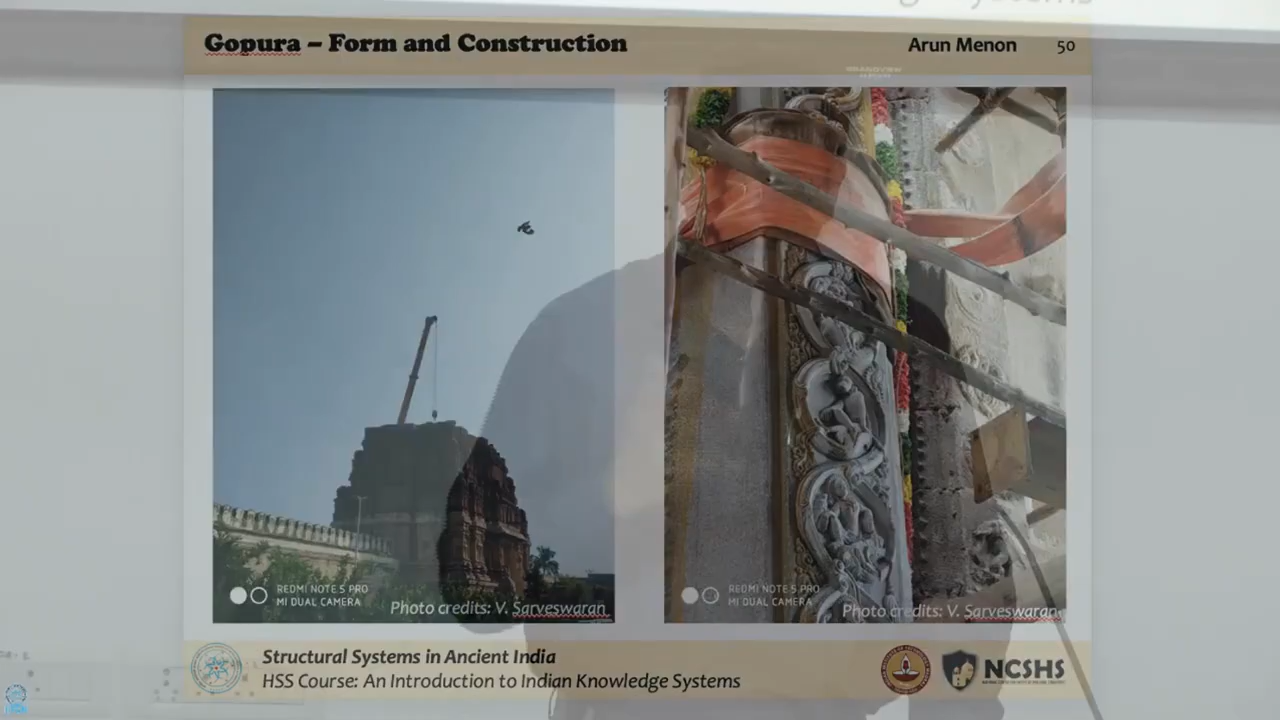 Gopura – Form and Construction
Arun Menon 50
REDMI NOTE 5 PRO
MI DUAL CAMERA
Photo credits: V. Sarveswaran
REDMI NOTE 5 PRO
MI DUAL CAMERA
Photo credits: V. Sarveswaran
Structural Systems in Ancient India
HSS Course: An Introduction to Indian Knowledge Systems
NCSHS